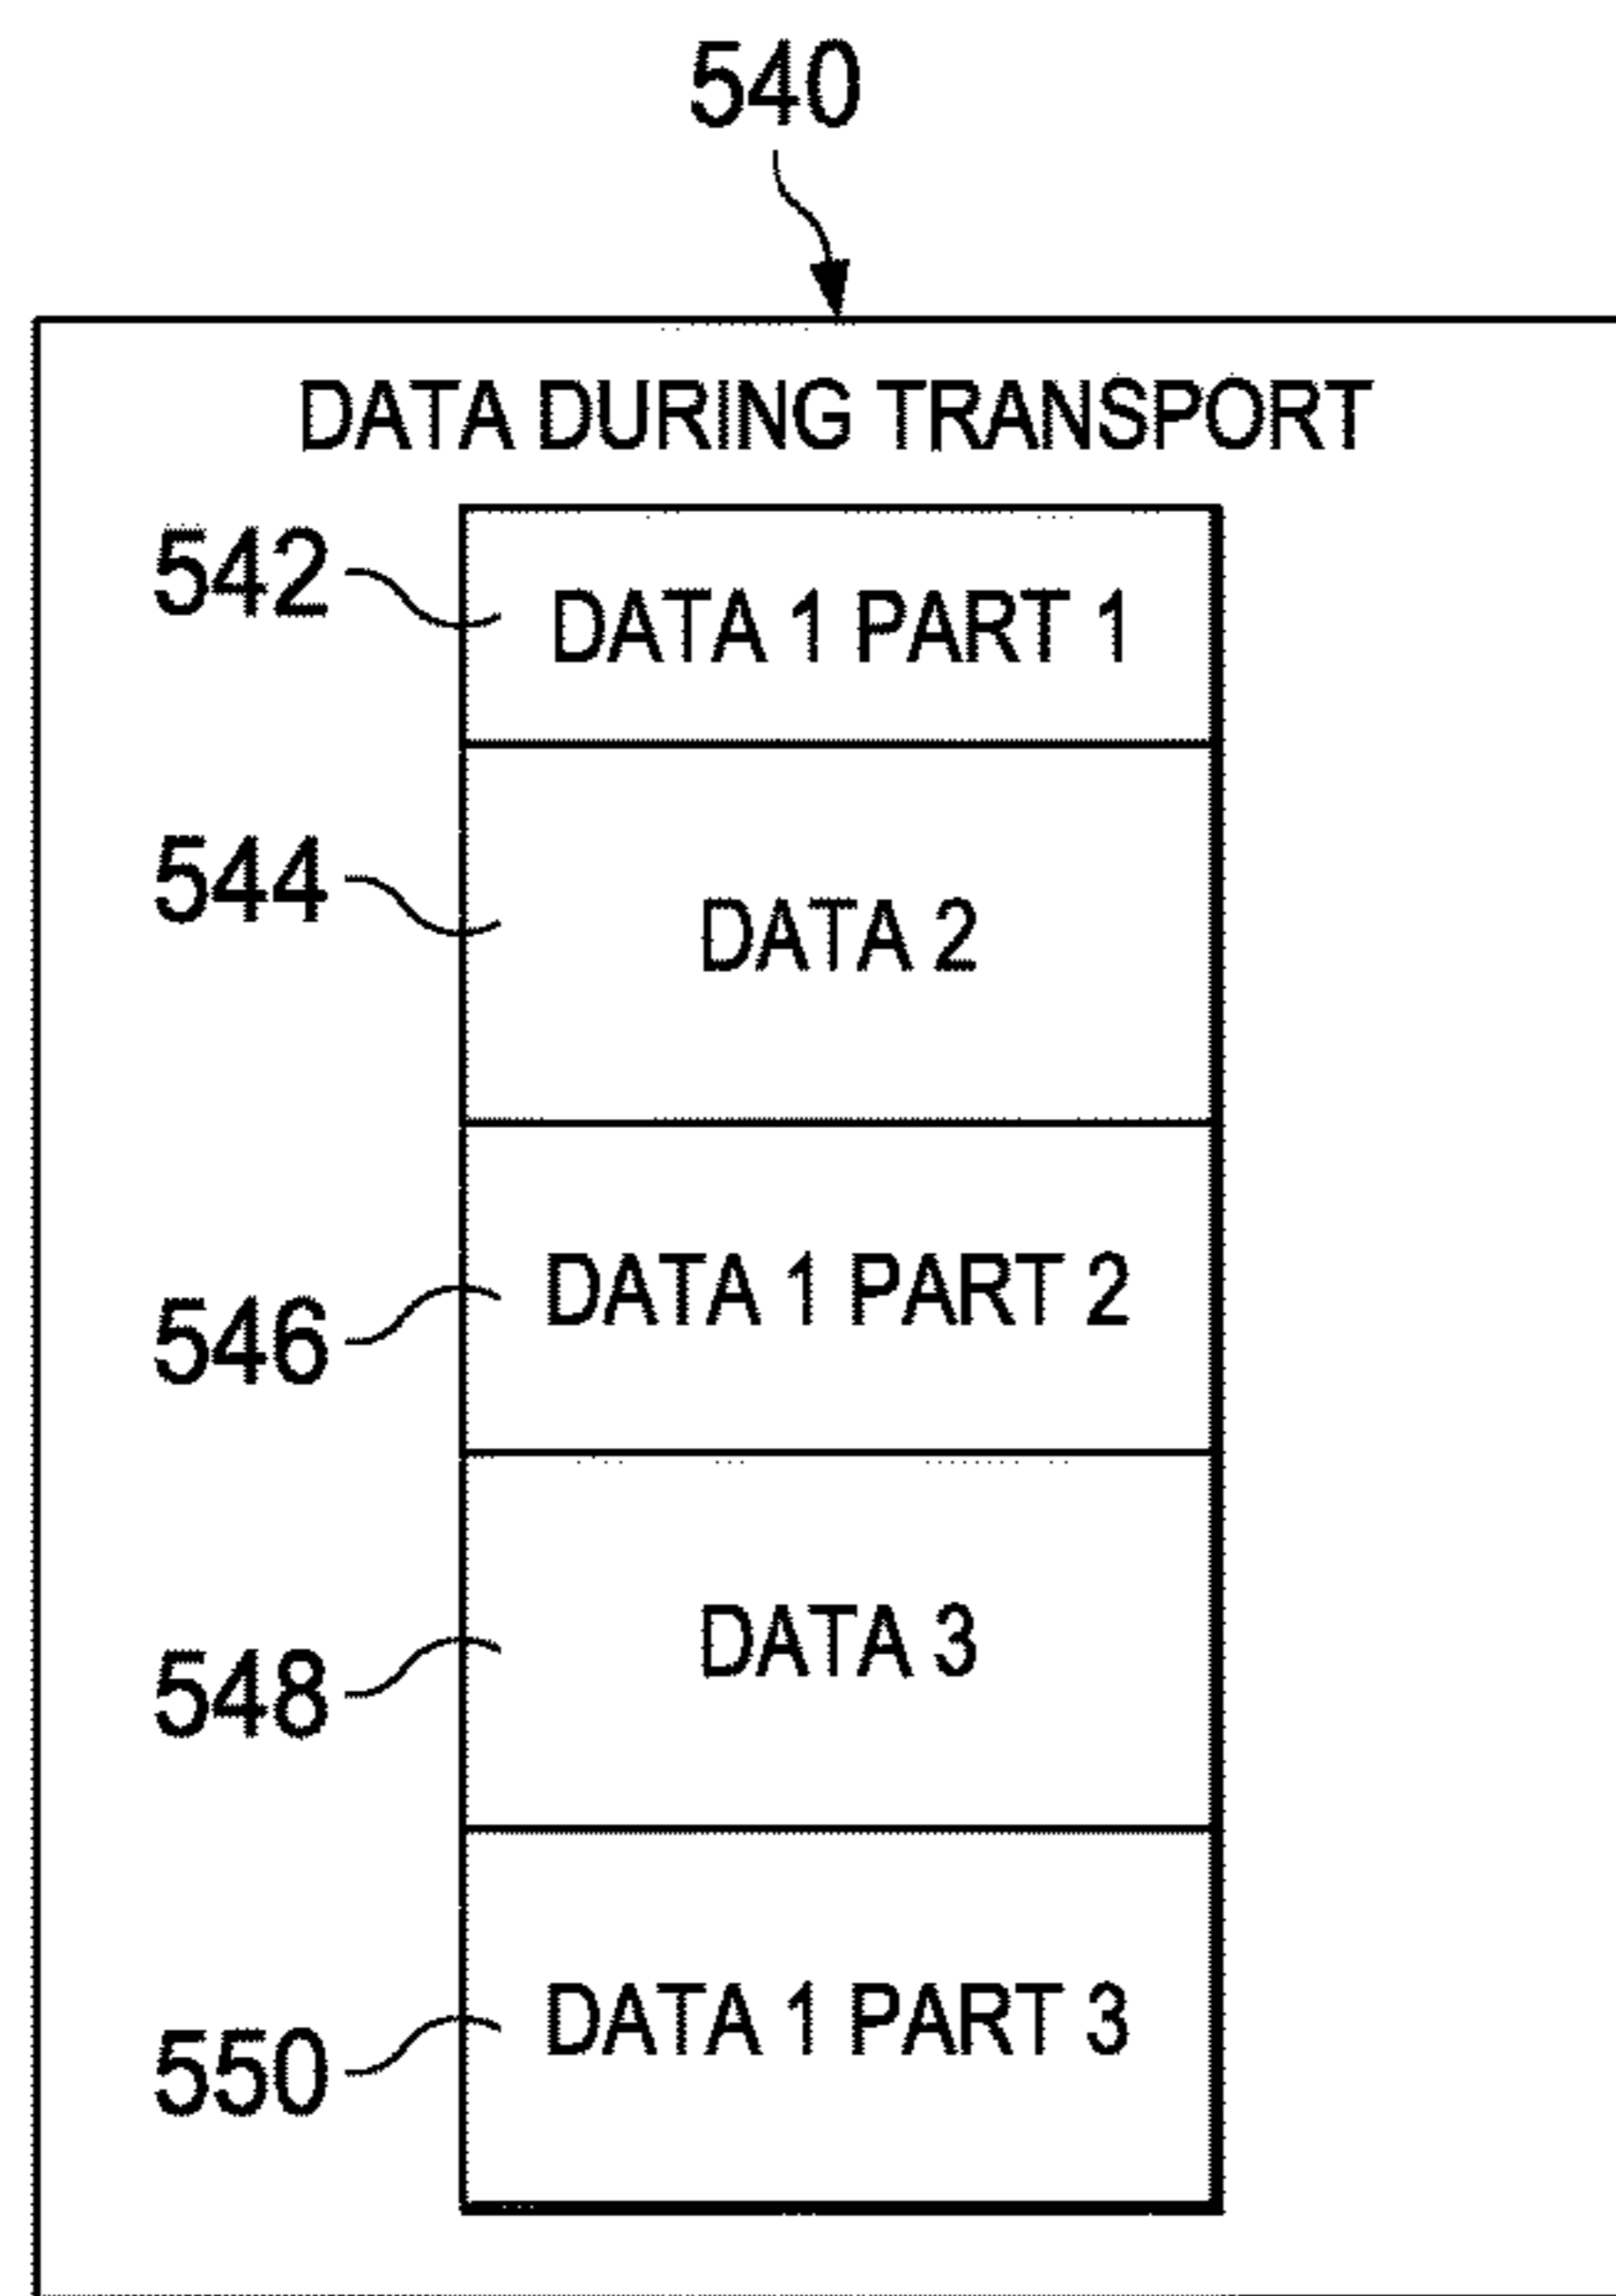 540
DATA DURING TRANSPORT
542
DATA 1 PART 1
544
DATA 2
546
DATA 1 PART 2
548
DATA 3
550
DATA 1 PART 3